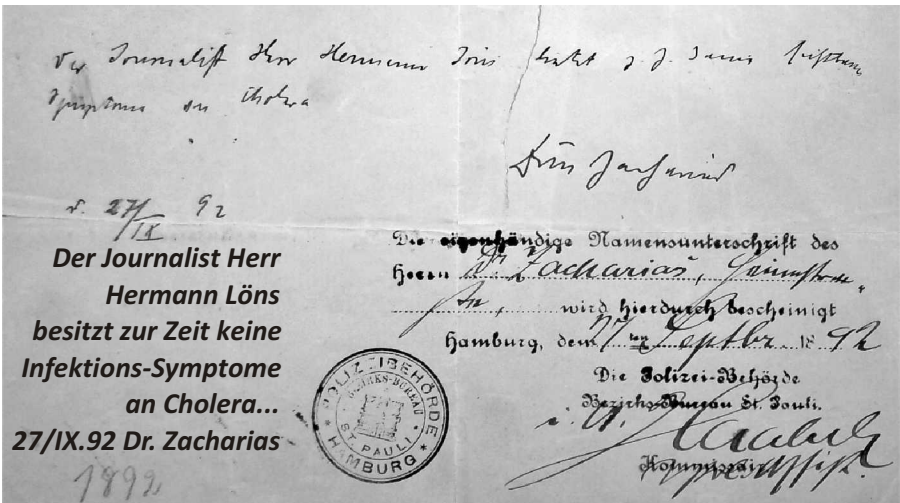 Der Journalist Herr Hermann Löns besitzt z. Z. keine
Symptome an Cholera
Zacharias
d. 27/IX 92
Die eigenhändige Namensunterschrift des
Herrn Dr. Zacharias,
wird hierdurch bescheinigt
Hamburg, den 27ten Septbr. 1892
Die Polizei-Behörde
Bezirks-Bureau St. Pauli.
i. A.
Der Journalist Herr
Hermann Löns
besitzt zur Zeit keine
Infektions-Symptome
an Cholera...
27/IX.92 Dr. Zacharias
POLIZEIBEHÖRDE
BEZIRKS-BUREAU
ST. PAULI
* HAMBURG *
1892